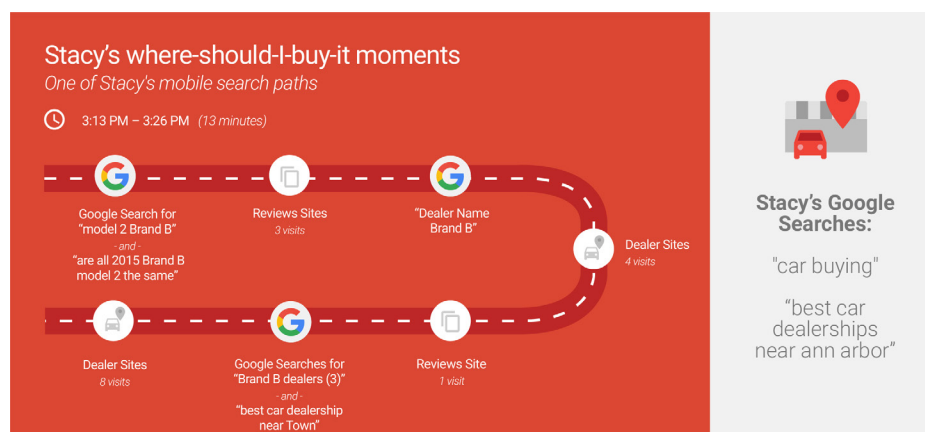 Stacy's where-should-I-buy-it moments
One of Stacy's mobile search paths
3:13 PM – 3:26 PM (13 minutes)
Google Search for
"model 2 Brand B"
- and -
"are all 2015 Brand B
model 2 the same"
Reviews Sites
3 visits
“Dealer Name
Brand B”
Dealer Sites
4 visits
Dealer Sites
8 visits
Google Searches for
“Brand B dealers (3)”
- and -
“best car dealership
near Town”
Reviews Site
1 visit
Stacy's Google
Searches:
"car buying"
“best car
dealerships
near ann arbor”